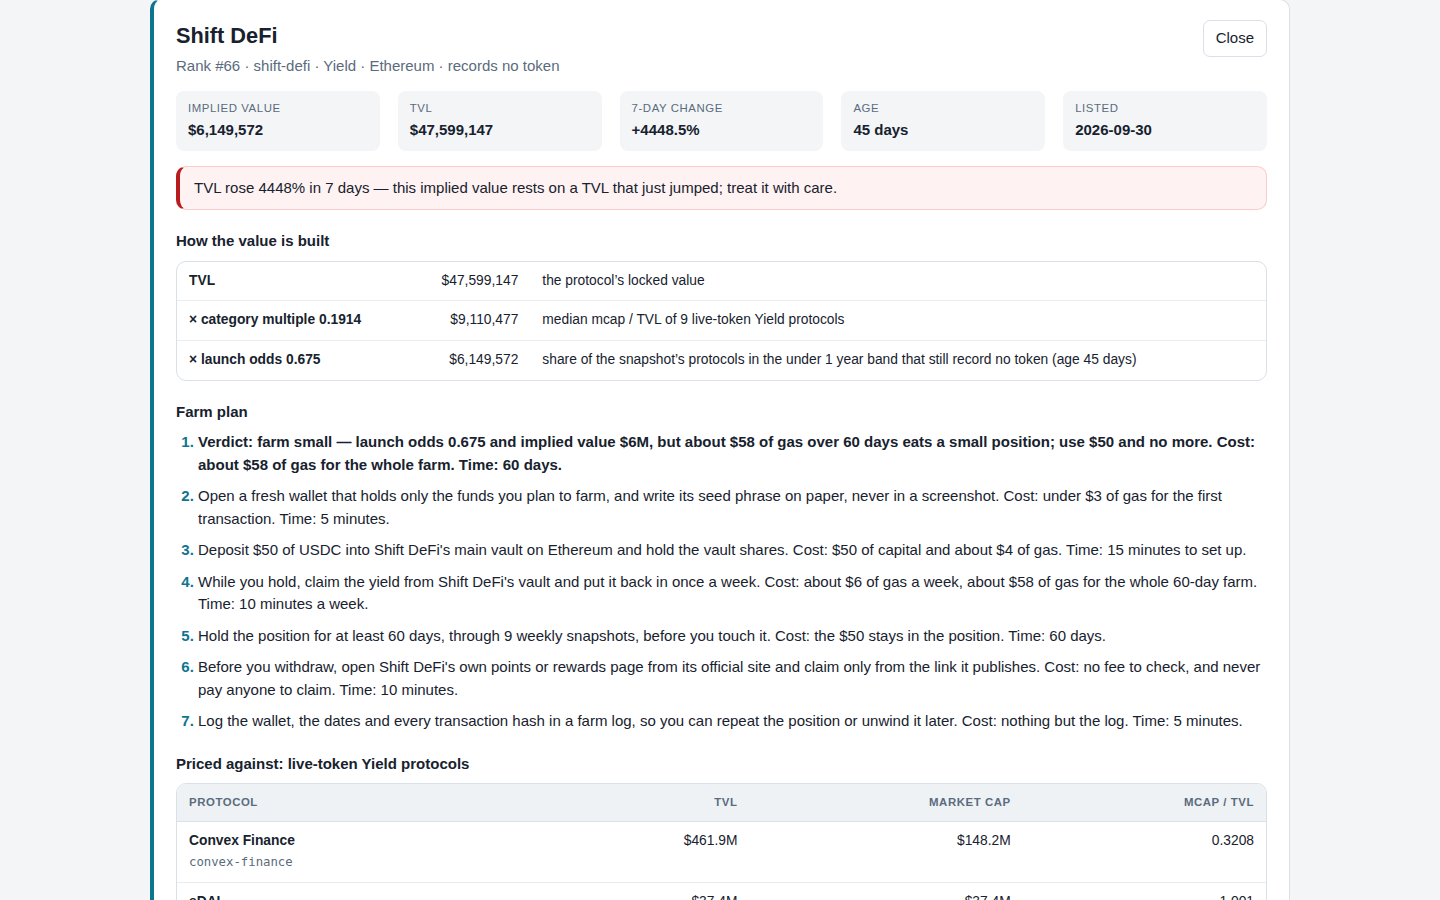 Shift DeFi
Close
Rank #66 · shift-defi · Yield · Ethereum · records no token
IMPLIED VALUE
$6,149,572
TVL
$47,599,147
7-DAY CHANGE
+4448.5%
AGE
45 days
LISTED
2026-09-30
TVL rose 4448% in 7 days — this implied value rests on a TVL that just jumped; treat it with care.
How the value is built
TVL $47,599,147 the protocol’s locked value
× category multiple 0.1914 $9,110,477 median mcap / TVL of 9 live-token Yield protocols
× launch odds 0.675 $6,149,572 share of the snapshot’s protocols in the under 1 year band that still record no token (age 45 days)
Farm plan
1. Verdict: farm small — launch odds 0.675 and implied value $6M, but about $58 of gas over 60 days eats a small position; use $50 and no more. Cost:
about $58 of gas for the whole farm. Time: 60 days.
2. Open a fresh wallet that holds only the funds you plan to farm, and write its seed phrase on paper, never in a screenshot. Cost: under $3 of gas for the first
transaction. Time: 5 minutes.
3. Deposit $50 of USDC into Shift DeFi's main vault on Ethereum and hold the vault shares. Cost: $50 of capital and about $4 of gas. Time: 15 minutes to set up.
4. While you hold, claim the yield from Shift DeFi's vault and put it back in once a week. Cost: about $6 of gas a week, about $58 of gas for the whole 60-day farm.
Time: 10 minutes a week.
5. Hold the position for at least 60 days, through 9 weekly snapshots, before you touch it. Cost: the $50 stays in the position. Time: 60 days.
6. Before you withdraw, open Shift DeFi's own points or rewards page from its official site and claim only from the link it publishes. Cost: no fee to check, and never
pay anyone to claim. Time: 10 minutes.
7. Log the wallet, the dates and every transaction hash in a farm log, so you can repeat the position or unwind it later. Cost: nothing but the log. Time: 5 minutes.
Priced against: live-token Yield protocols
PROTOCOL TVL MARKET CAP MCAP / TVL
Convex Finance $461.9M $148.2M 0.3208
convex-finance